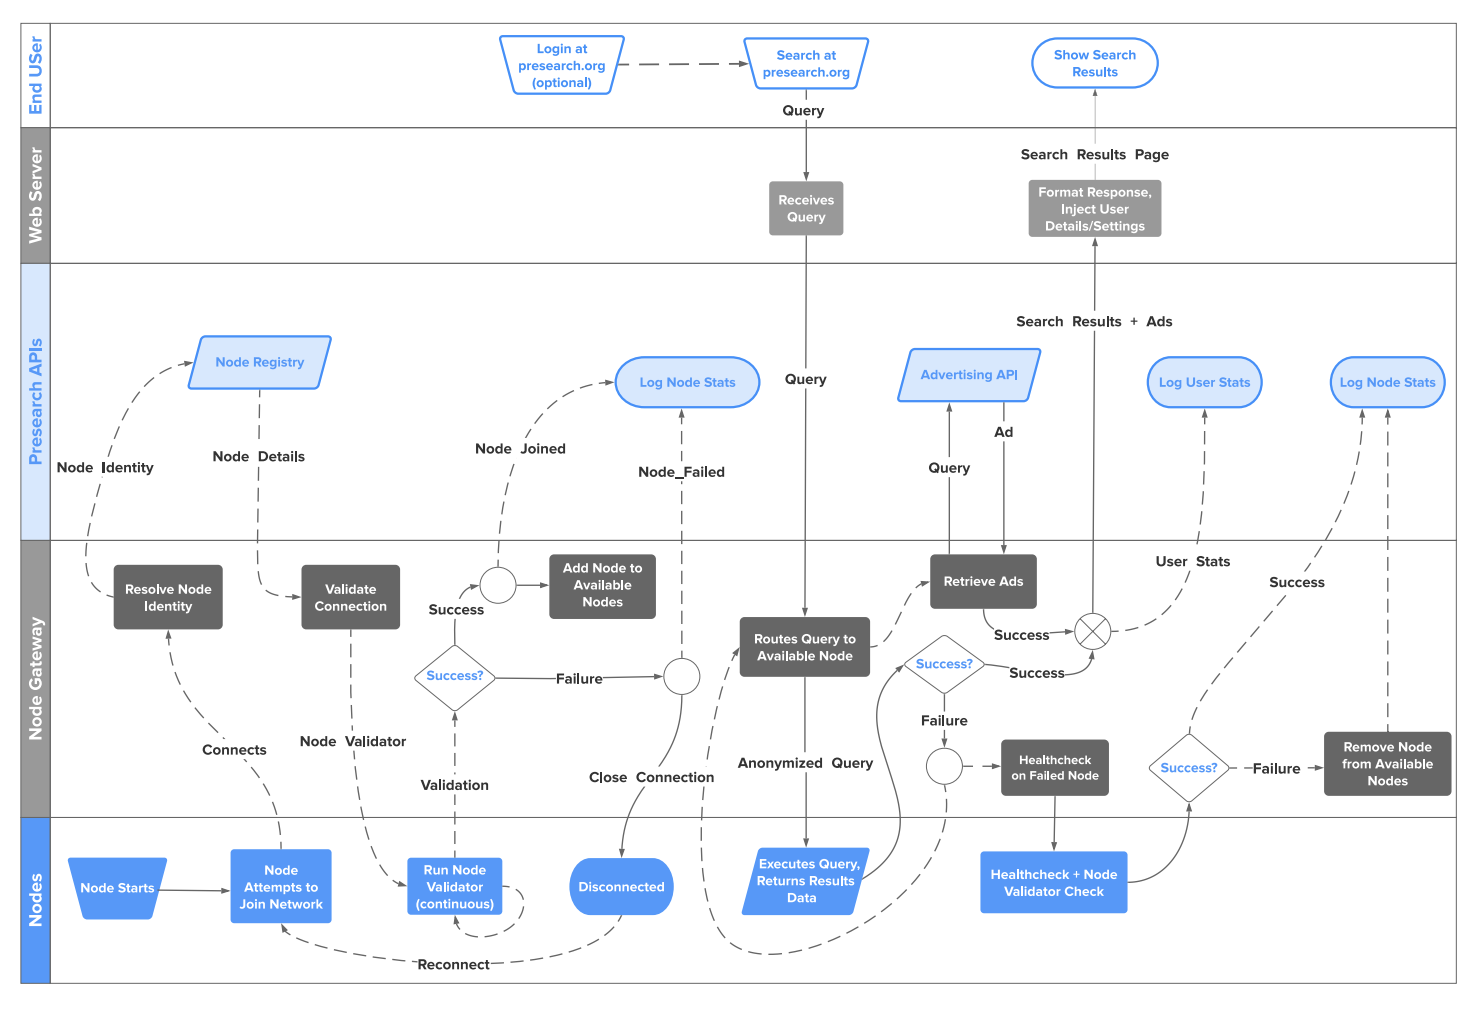 End USer
Login at
presearch.org
(optional)
Search at
presearch.org
Show Search
Results
Query
Web Server
Search Results Page
Receives
Query
Format Response,
Inject User
Details/Settings
Presearch APIs
Search Results + Ads
Node Registry
Log Node Stats
Query
Advertising API
Log User Stats
Log Node Stats
Node Identity
Node Details
Node Joined
Node_Failed
Query
Ad
Node Gateway
Resolve Node
Identity
Validate
Connection
Success
Add Node to
Available
Nodes
Retrieve Ads
User Stats
Success
Success
Routes Query to
Available Node
Success?
Failure
Success?
Success
Failure
Connects
Node Validator
Validation
Close Connection
Anonymized Query
Healthcheck
on Failed Node
Success?
Failure
Remove Node
from Available
Nodes
Nodes
Node Starts
Node
Attempts to
Join Network
Run Node
Validator
(continuous)
Disconnected
Executes Query,
Returns Results
Data
Healthcheck + Node
Validator Check
Reconnect